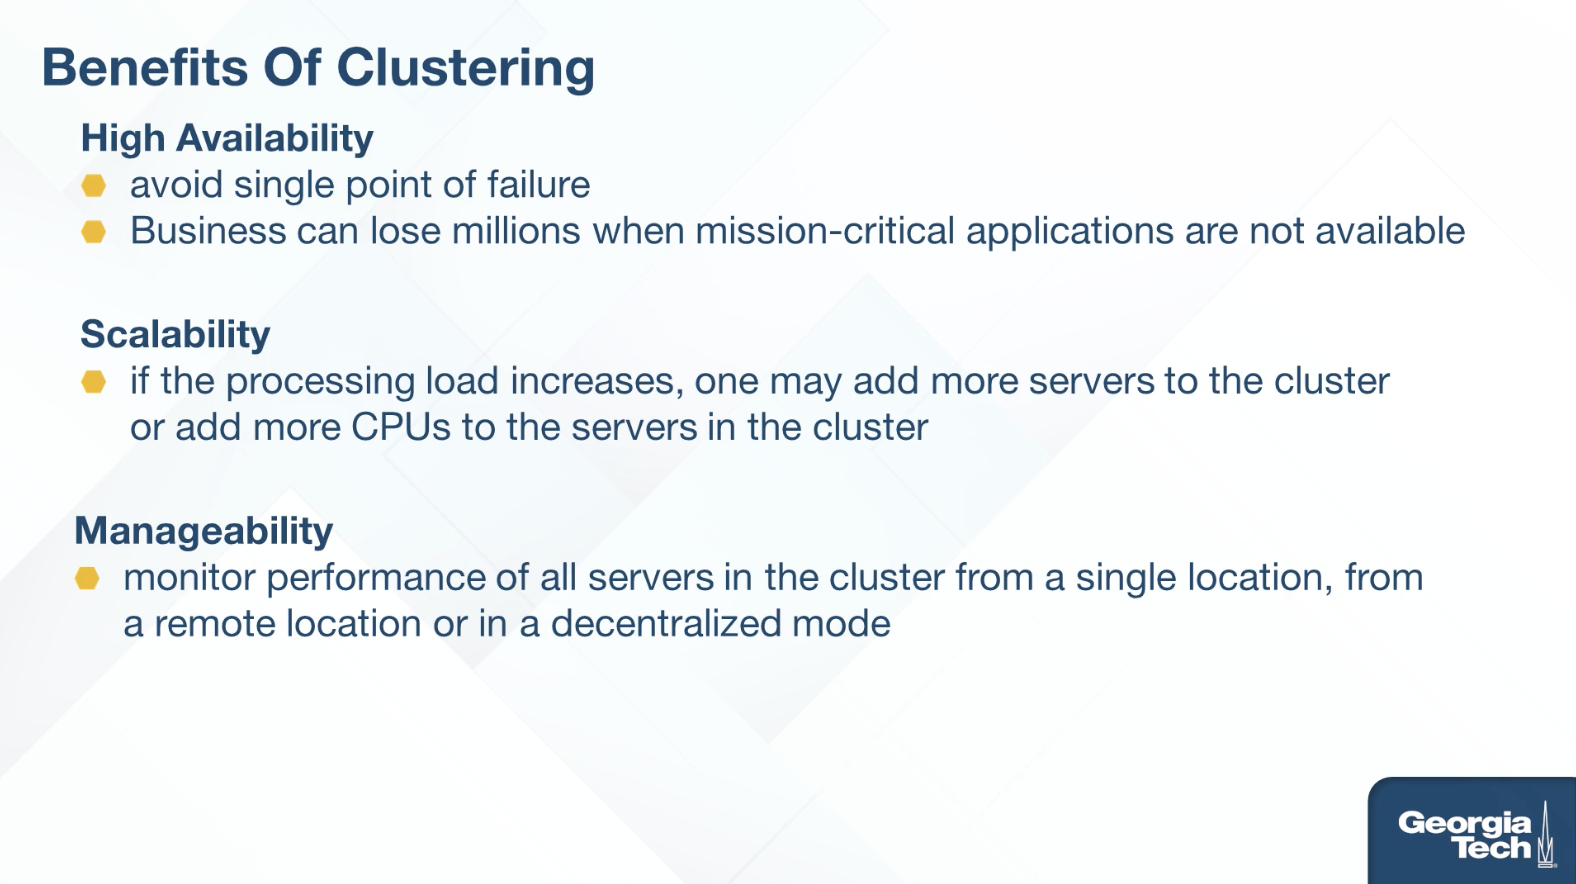 Benefits Of Clustering
High Availability
avoid single point of failure
Business can lose millions when mission-critical applications are not available
Scalability
if the processing load increases, one may add more servers to the cluster
or add more CPUs to the servers in the cluster
Manageability
monitor performance of all servers in the cluster from a single location, from
a remote location or in a decentralized mode
Georgia
Tech